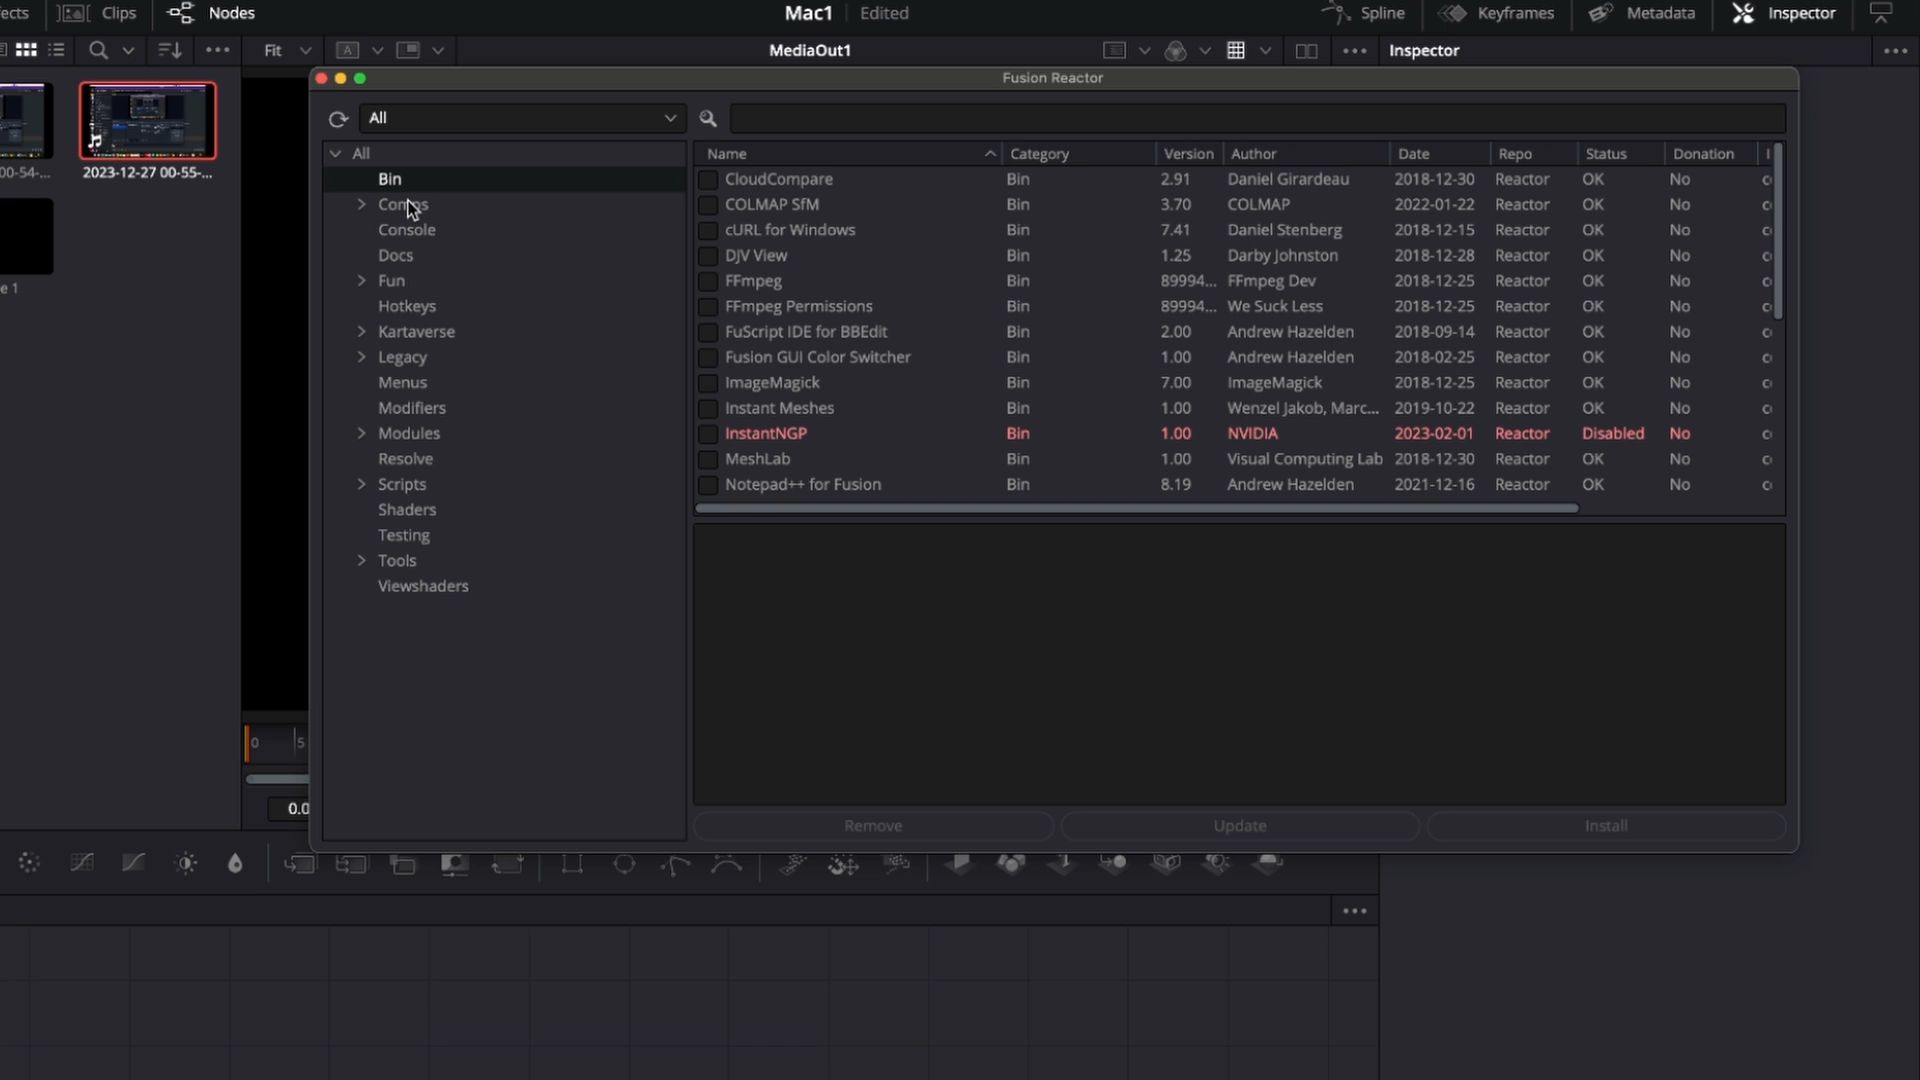 ects Clips Nodes Mac1 Edited Spline Keyframes Metadata Inspector
Fit A MediaOut1 Inspector
Fusion Reactor
00-54-...
2023-12-27 00-55-...
e 1
All
All
Bin
Comps
Console
Docs
Fun
Hotkeys
Kartaverse
Legacy
Menus
Modifiers
Modules
Resolve
Scripts
Shaders
Testing
Tools
Viewshaders
Name Category Version Author Date Repo Status Donation
CloudCompare Bin 2.91 Daniel Girardeau 2018-12-30 Reactor OK No
COLMAP SfM Bin 3.70 COLMAP 2022-01-22 Reactor OK No
cURL for Windows Bin 7.41 Daniel Stenberg 2018-12-15 Reactor OK No
DJV View Bin 1.25 Darby Johnston 2018-12-28 Reactor OK No
FFmpeg Bin 89994... FFmpeg Dev 2018-12-25 Reactor OK No
FFmpeg Permissions Bin 89994... We Suck Less 2018-12-25 Reactor OK No
FuScript IDE for BBEdit Bin 2.00 Andrew Hazelden 2018-09-14 Reactor OK No
Fusion GUI Color Switcher Bin 1.00 Andrew Hazelden 2018-02-25 Reactor OK No
ImageMagick Bin 7.00 ImageMagick 2018-12-25 Reactor OK No
Instant Meshes Bin 1.00 Wenzel Jakob, Marc... 2019-10-22 Reactor OK No
InstantNGP Bin 1.00 NVIDIA 2023-02-01 Reactor Disabled No
MeshLab Bin 1.00 Visual Computing Lab 2018-12-30 Reactor OK No
Notepad++ for Fusion Bin 8.19 Andrew Hazelden 2021-12-16 Reactor OK No
0 5
0.0
Remove Update Install